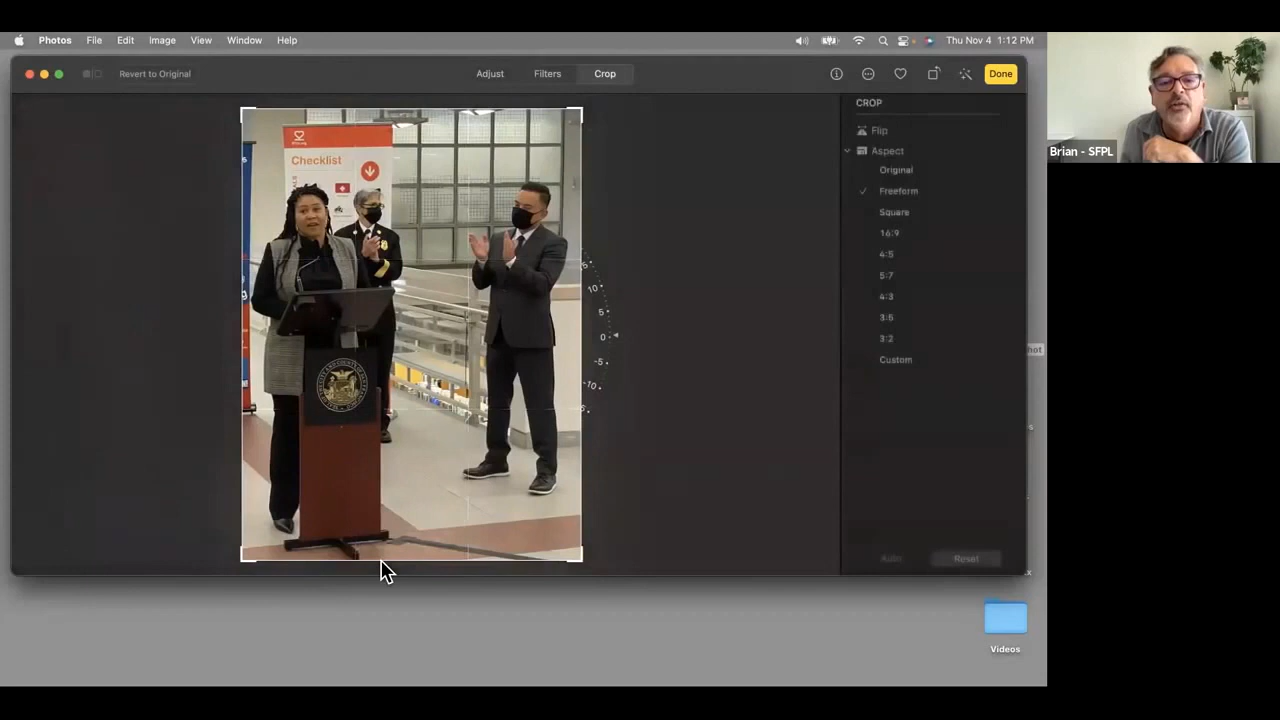 Photos File Edit Image View Window Help
Thu Nov 4 1:12 PM
Revert to Original
Adjust Filters Crop
Done
CROP
Flip
Aspect
Original
Freeform
Square
16:9
4:5
5:7
4:3
3:5
3:2
Custom
Auto Reset
Checklist
10
5
0
-5
-10
Videos
Brian - SFPL